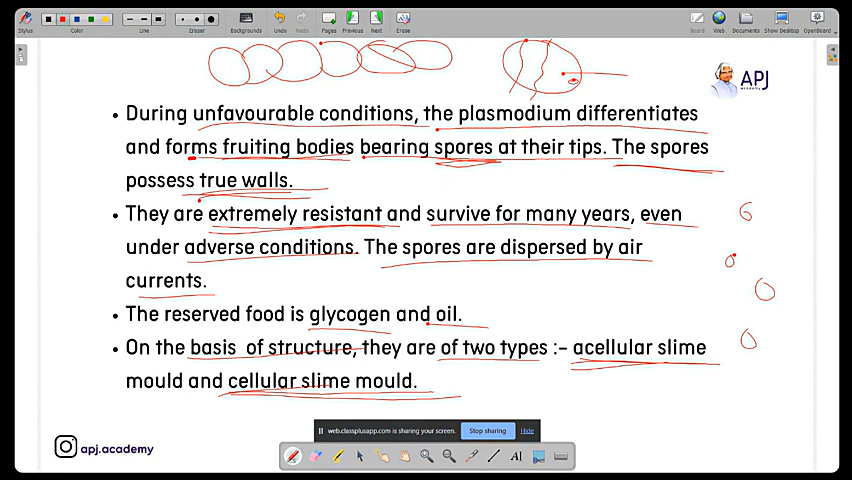 Stylus
Color
Line
Eraser
Backgrounds
Undo
Redo
Pages
Previous
Next
Erase
Board
Web
Documents
Show Desktop
OpenBoard
APJ
academy
• During unfavourable conditions, the plasmodium differentiates
and forms fruiting bodies bearing spores at their tips. The spores
possess true walls.
• They are extremely resistant and survive for many years, even
under adverse conditions. The spores are dispersed by air
currents.
• The reserved food is glycogen and oil.
• On the basis of structure, they are of two types :- acellular slime
mould and cellular slime mould.
web.classplusapp.com is sharing your screen.
Stop sharing
Hide
apj.academy
AI